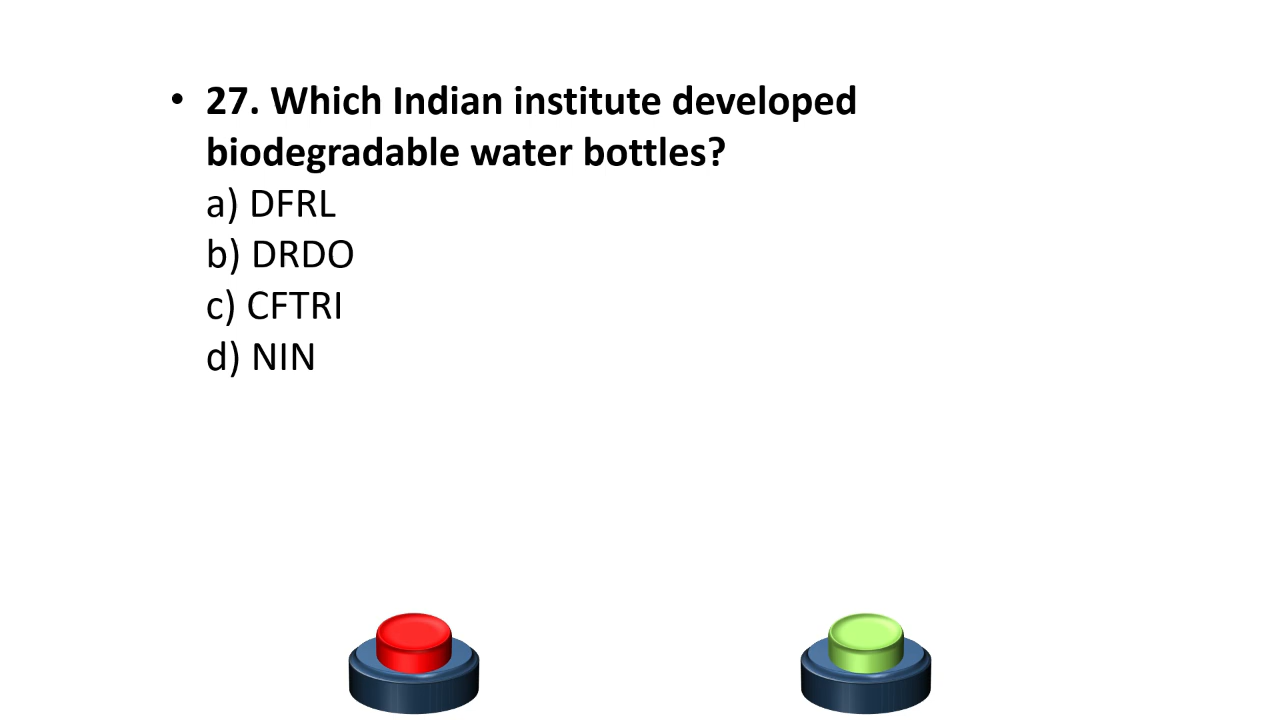 • 27. Which Indian institute developed
biodegradable water bottles?
a) DFRL
b) DRDO
c) CFTRI
d) NIN